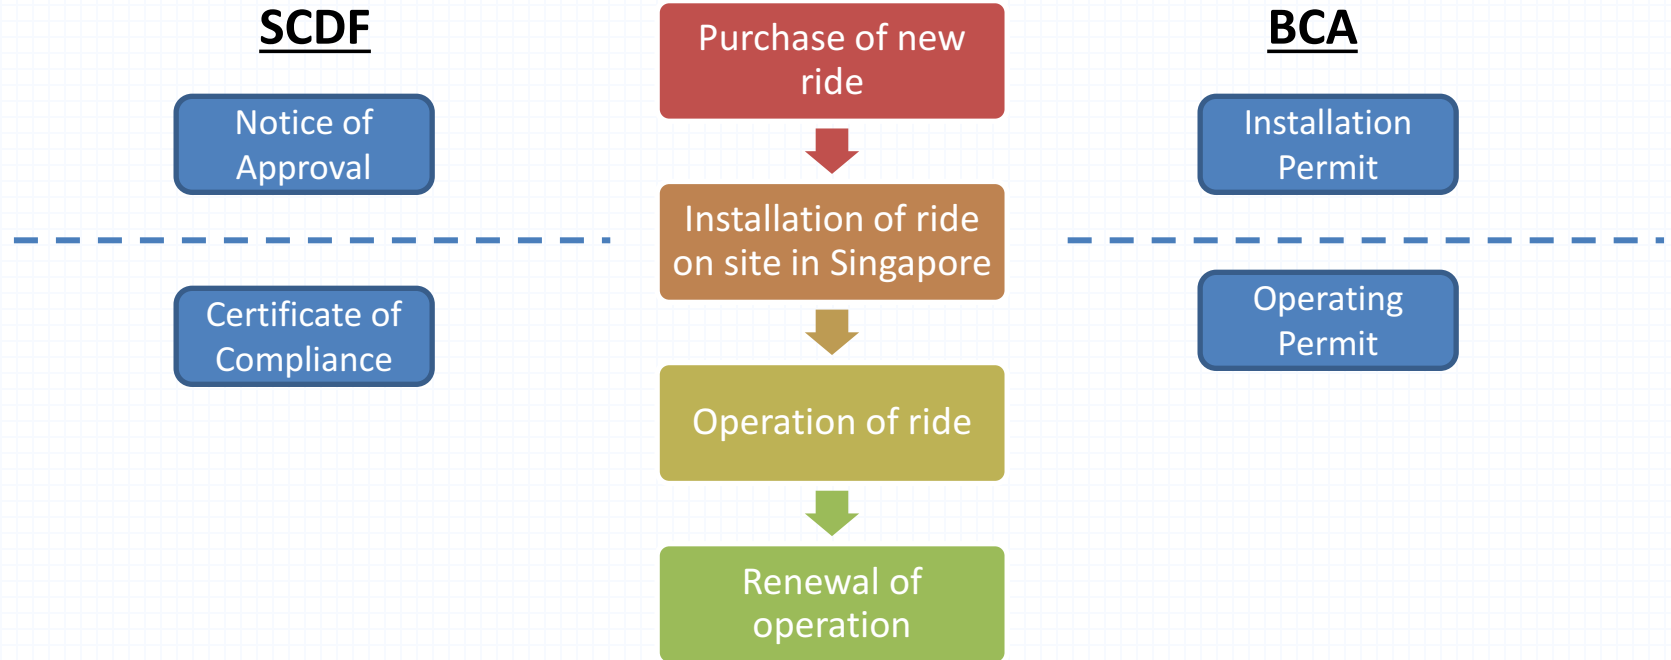 SCDF
Purchase of new
ride
BCA
Notice of
Approval
Installation
Permit
Installation of ride
on site in Singapore
Certificate of
Compliance
Operating
Permit
Operation of ride
Renewal of
operation